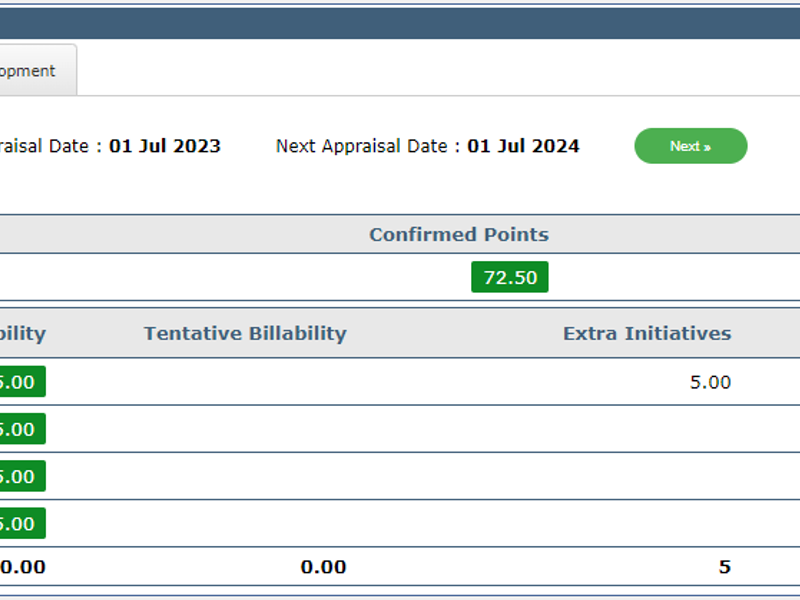 opment
raisal Date : 01 Jul 2023 Next Appraisal Date : 01 Jul 2024 Next »
Confirmed Points
72.50
bility Tentative Billability Extra Initiatives
5.00 5.00
5.00
5.00
5.00
0.00 0.00 5